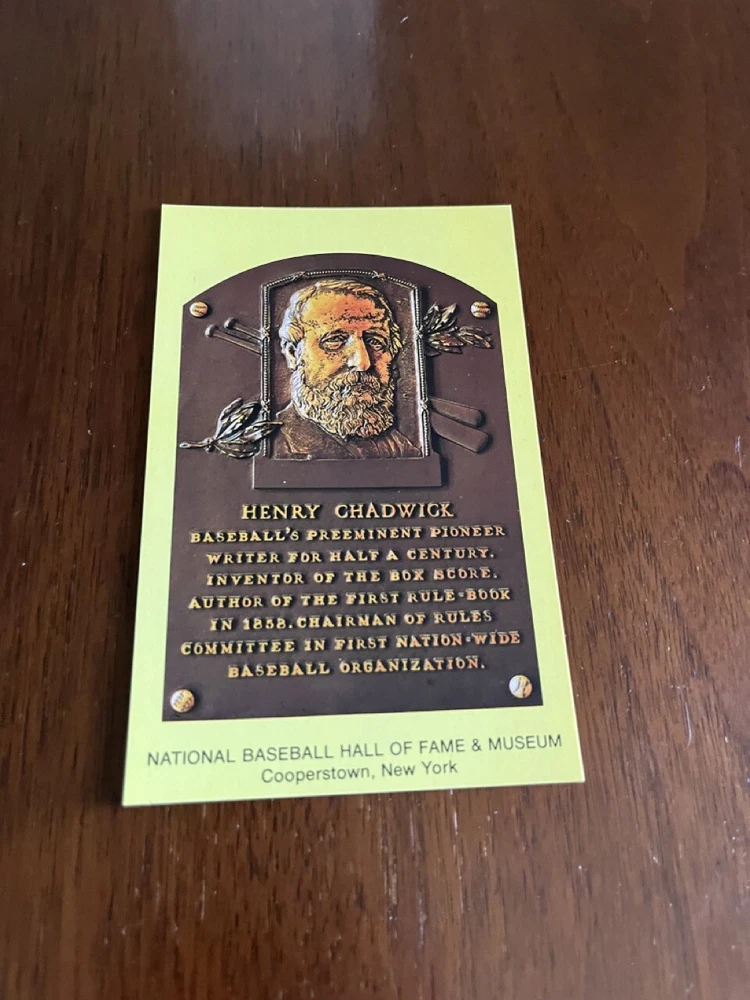 HENRY CHADWICK
BASEBALL'S PREEMINENT PIONEER
WRITER FOR HALF A CENTURY.
INVENTOR OF THE BOX SCORE.
AUTHOR OF THE FIRST RULE-BOOK
IN 1858. CHAIRMAN OF RULES
COMMITTEE IN FIRST NATION-WIDE
BASEBALL ORGANIZATION.
NATIONAL BASEBALL HALL OF FAME & MUSEUM
Cooperstown, New York